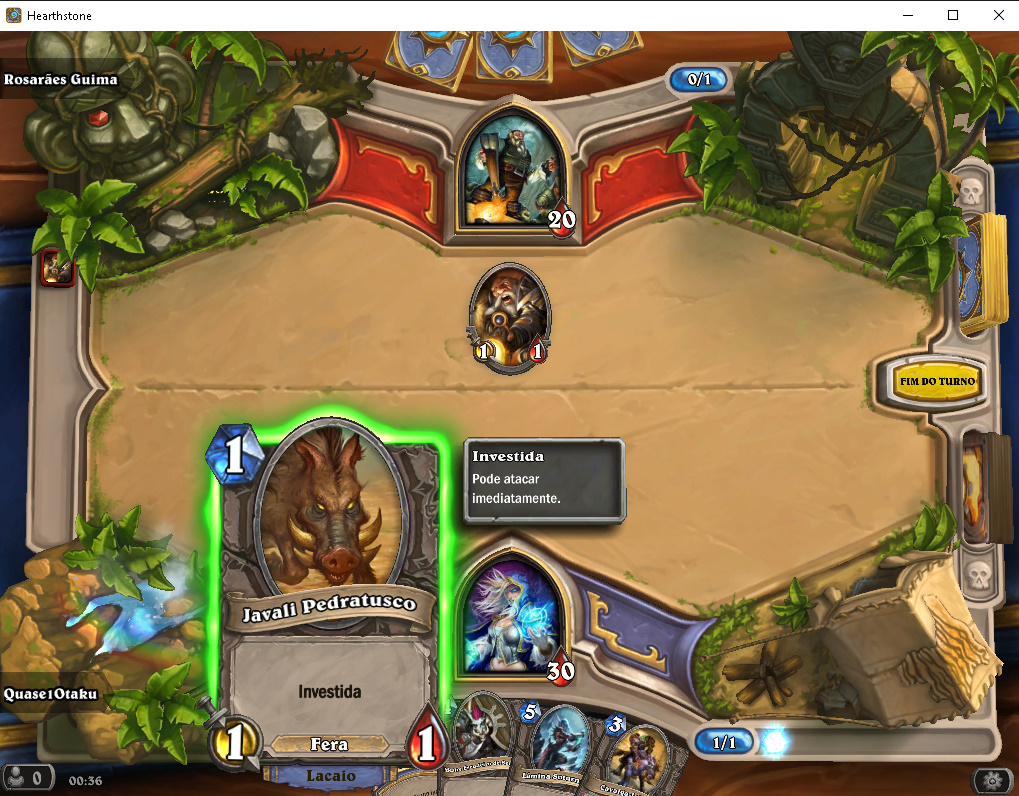 Hearthstone
Rosarães Guima
0/1
20
1 1
FIM DO TURNO
1
Investida
Pode atacar
imediatamente.
Javali Pedratusco
Investida
30
Quase1Otaku
1
Fera
1
Lacaio
5
3
1/1
0
00:36